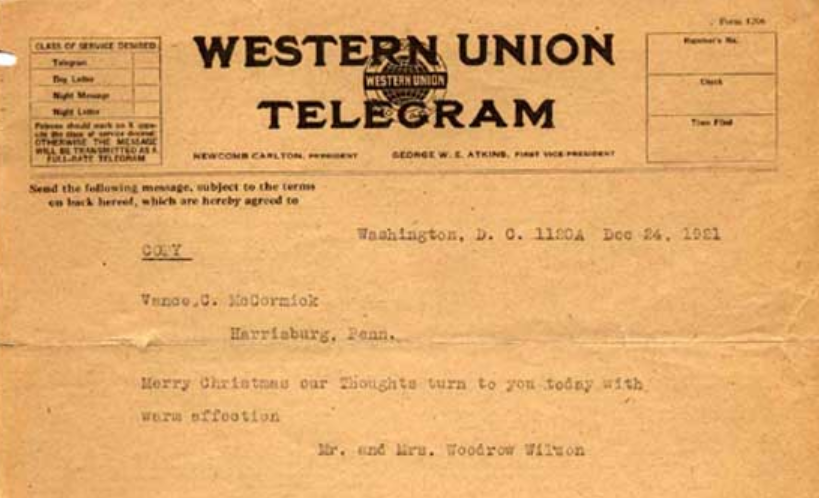 Form 1206
CLASS OF SERVICE DESIRED
Telegram
Day Letter
Night Message
Night Letter
Patrons should mark an X oppo-
site the class of service desired;
OTHERWISE THE MESSAGE
WILL BE TRANSMITTED AS A
FULL-RATE TELEGRAM
WESTERN UNION
WESTERN UNION
TELEGRAM
NEWCOMB CARLTON, PRESIDENT
GEORGE W. E. ATKINS, FIRST VICE-PRESIDENT
Receiver's No.
Check
Time Filed
Send the following message, subject to the terms
on back hereof, which are hereby agreed to
Washington, D. C. 1120A Dec 24, 1921
COPY
Vance C. McCormick
Harrisburg, Penn.
Merry Christmas our Thoughts turn to you today with
warm affection
Mr. and Mrs. Woodrow Wilson